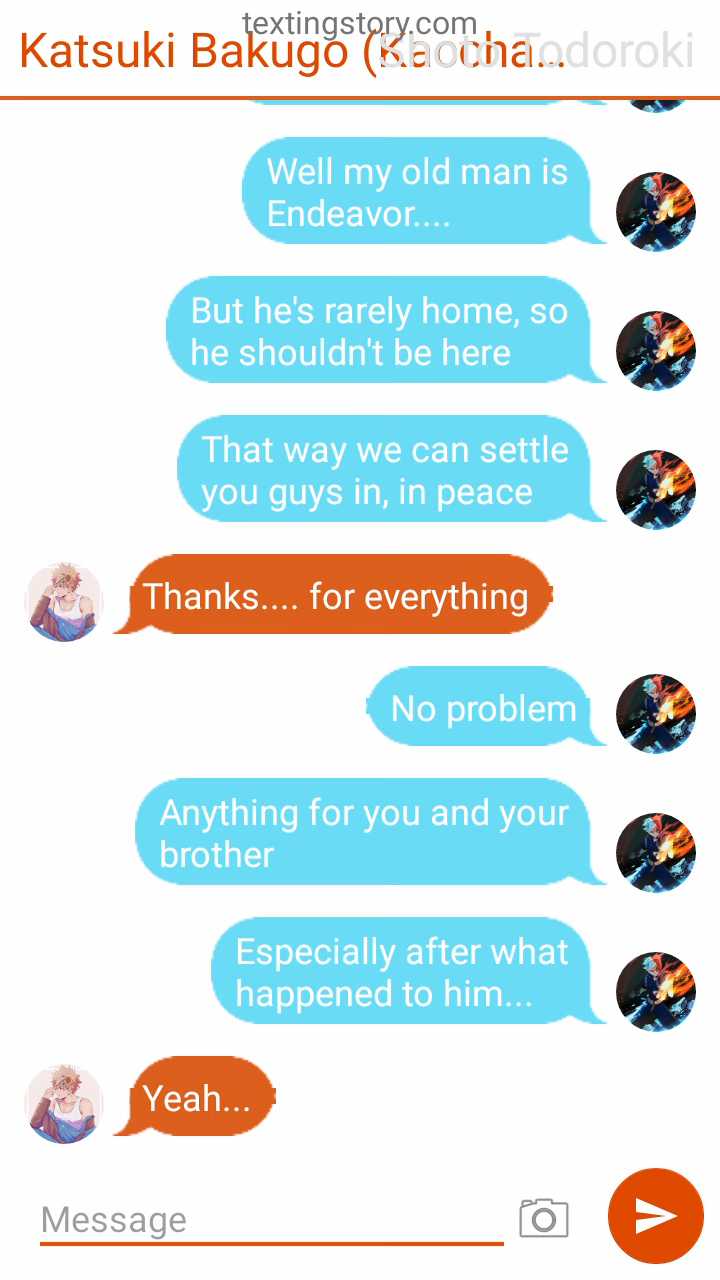 textingstory.com
Katsuki Bakugo (Kaccha...
Shoto Todoroki
Well my old man is
Endeavor....
But he's rarely home, so
he shouldn't be here
That way we can settle
you guys in, in peace
Thanks.... for everything
No problem
Anything for you and your
brother
Especially after what
happened to him...
Yeah...
Message